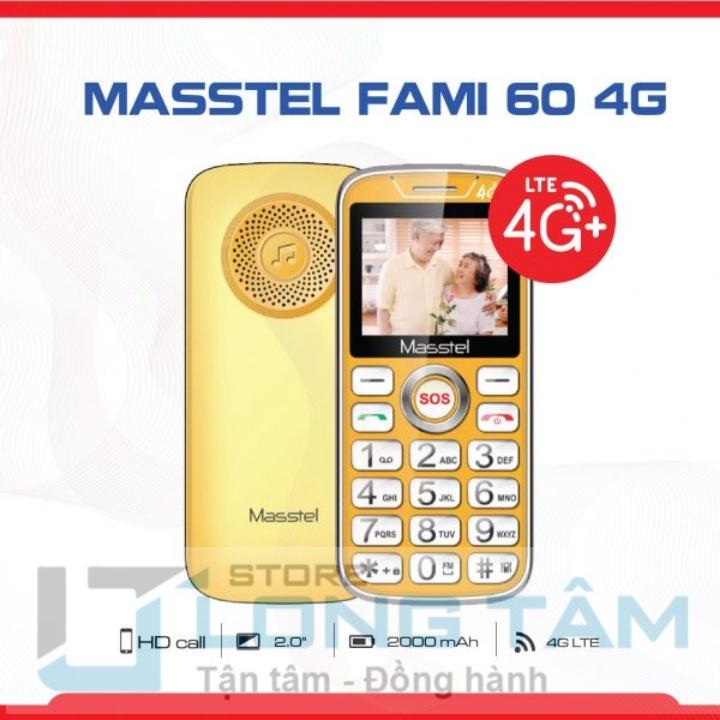 MASSTEL FAMI 60 4G
LTE
4G+
4G
Masstel
SOS
1
2 ABC
3 DEF
4 GHI
5 JKL
6 MNO
7 PQRS
8 TUV
9 WXYZ
* +
0 FM
#
Masstel
STORE
LONG TÂM
HD call
2.0"
2000 mAh
4G LTE
Tận tâm - Đồng hành